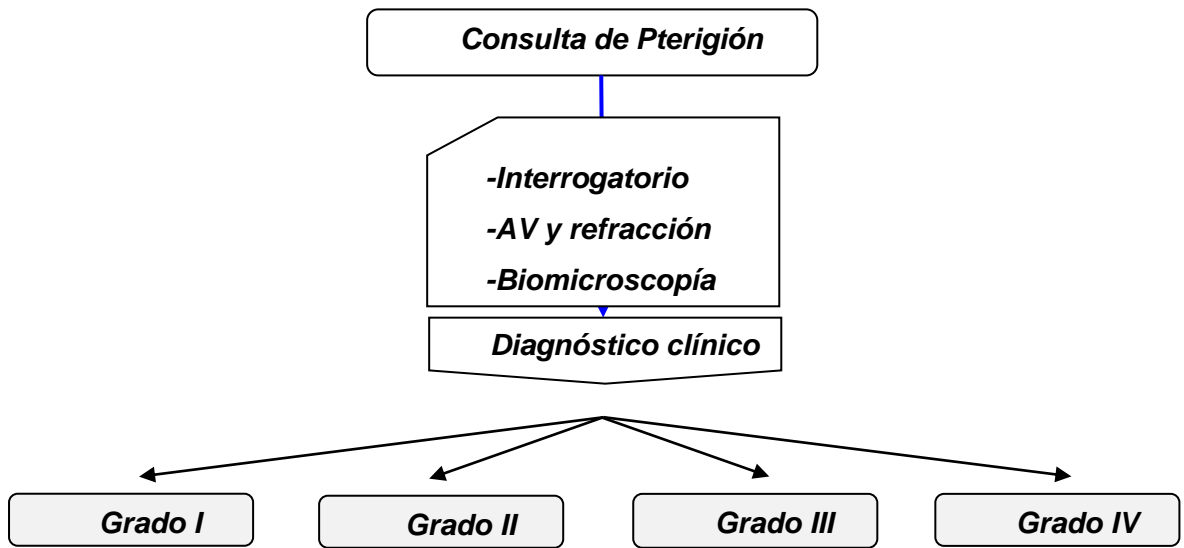 Consulta de Pterigión
-Interrogatorio
-AV y refracción
-Biomicroscopía
Diagnóstico clínico
Grado I
Grado II
Grado III
Grado IV